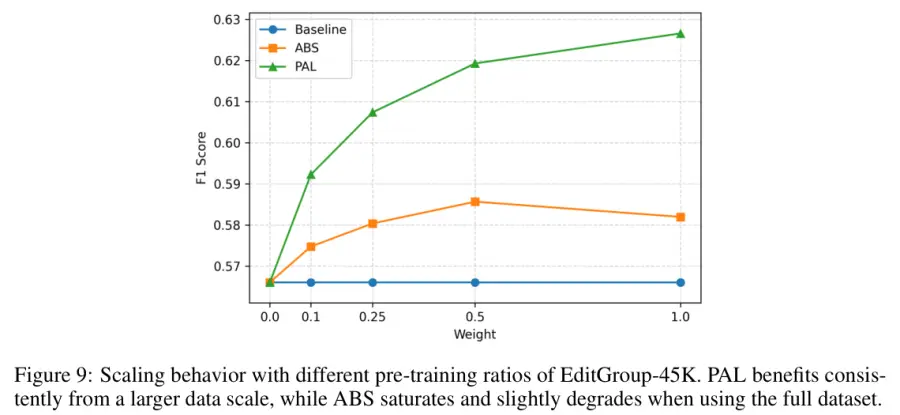 0.63
0.62
0.61
0.60
0.59
0.58
0.57
F1 Score
Baseline
ABS
PAL
0.0 0.1 0.25 0.5 1.0
Weight
Figure 9: Scaling behavior with different pre-training ratios of EditGroup-45K. PAL benefits consis-
tently from a larger data scale, while ABS saturates and slightly degrades when using the full dataset.